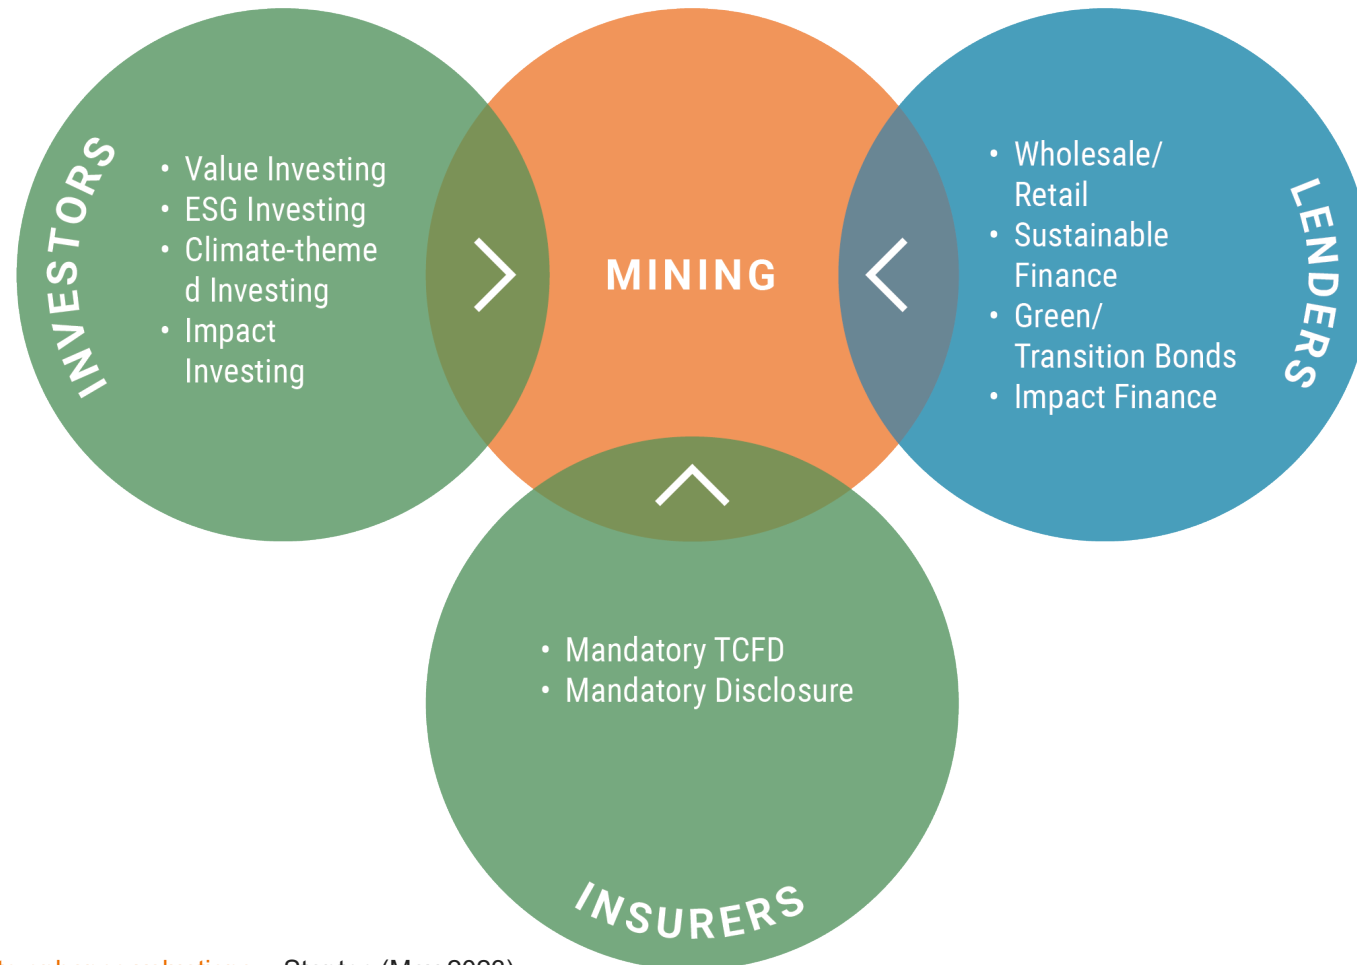 INVESTORS
• Value Investing
• ESG Investing
• Climate-theme
d Investing
• Impact
Investing
MINING
• Wholesale/
Retail
• Sustainable
Finance
• Green/
Transition Bonds
• Impact Finance
LENDERS
• Mandatory TCFD
• Mandatory Disclosure
INSURERS